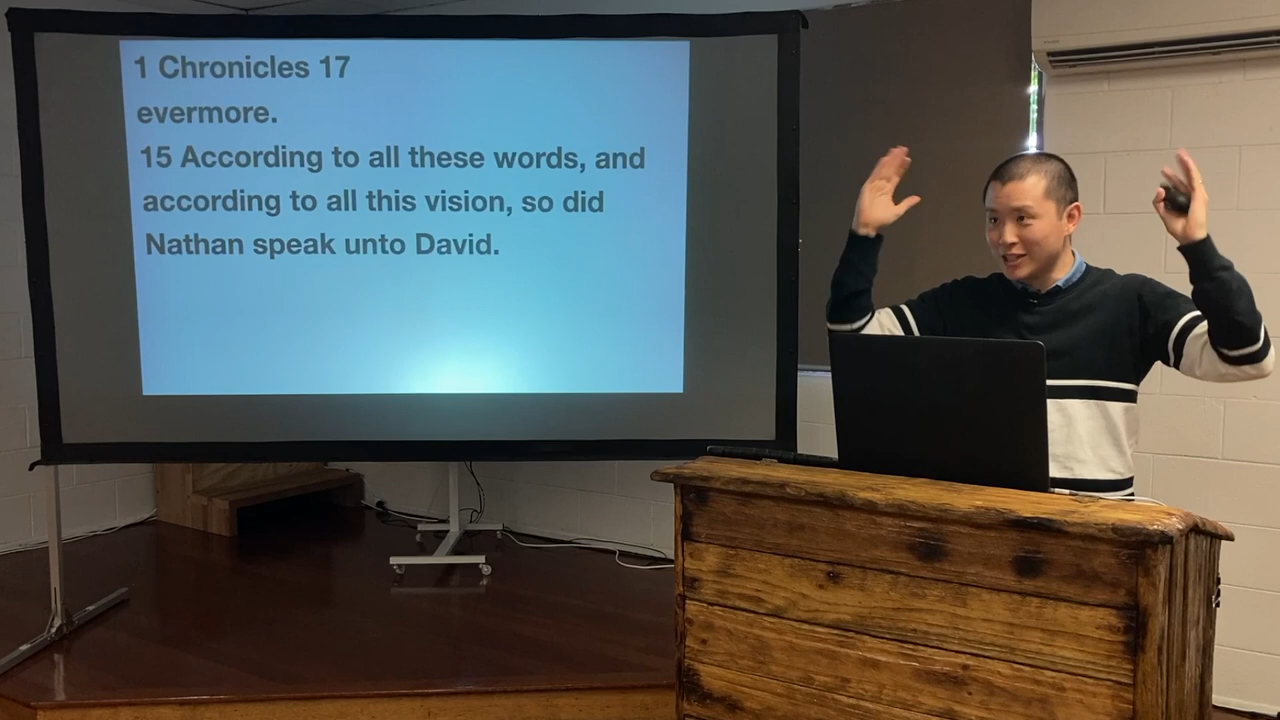 1 Chronicles 17
evermore.
15 According to all these words, and
according to all this vision, so did
Nathan speak unto David.